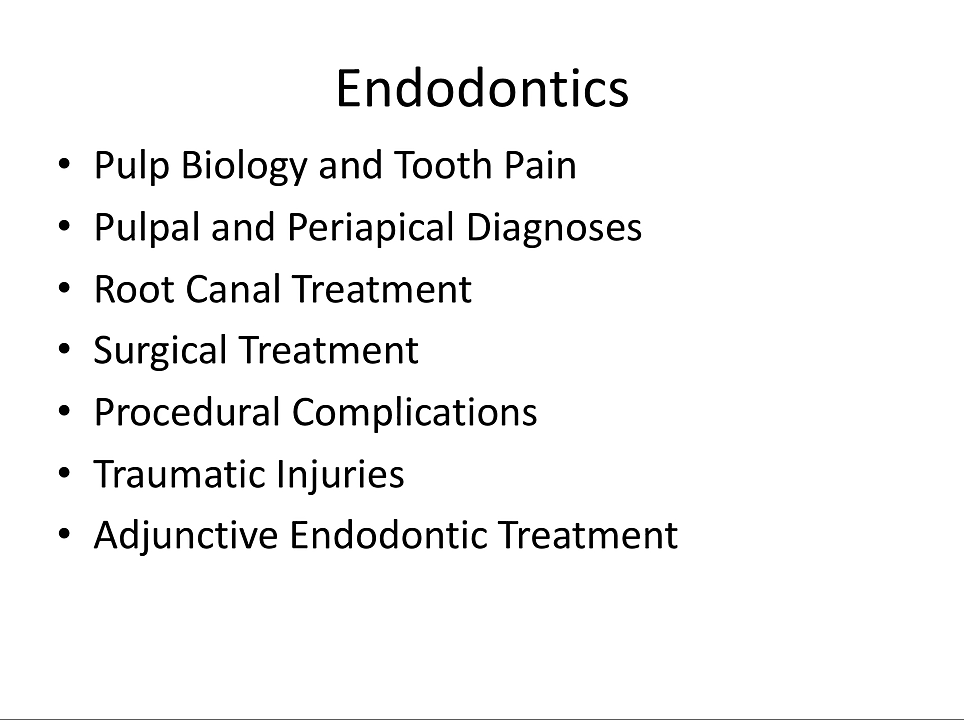 Endodontics
• Pulp Biology and Tooth Pain
• Pulpal and Periapical Diagnoses
• Root Canal Treatment
• Surgical Treatment
• Procedural Complications
• Traumatic Injuries
• Adjunctive Endodontic Treatment